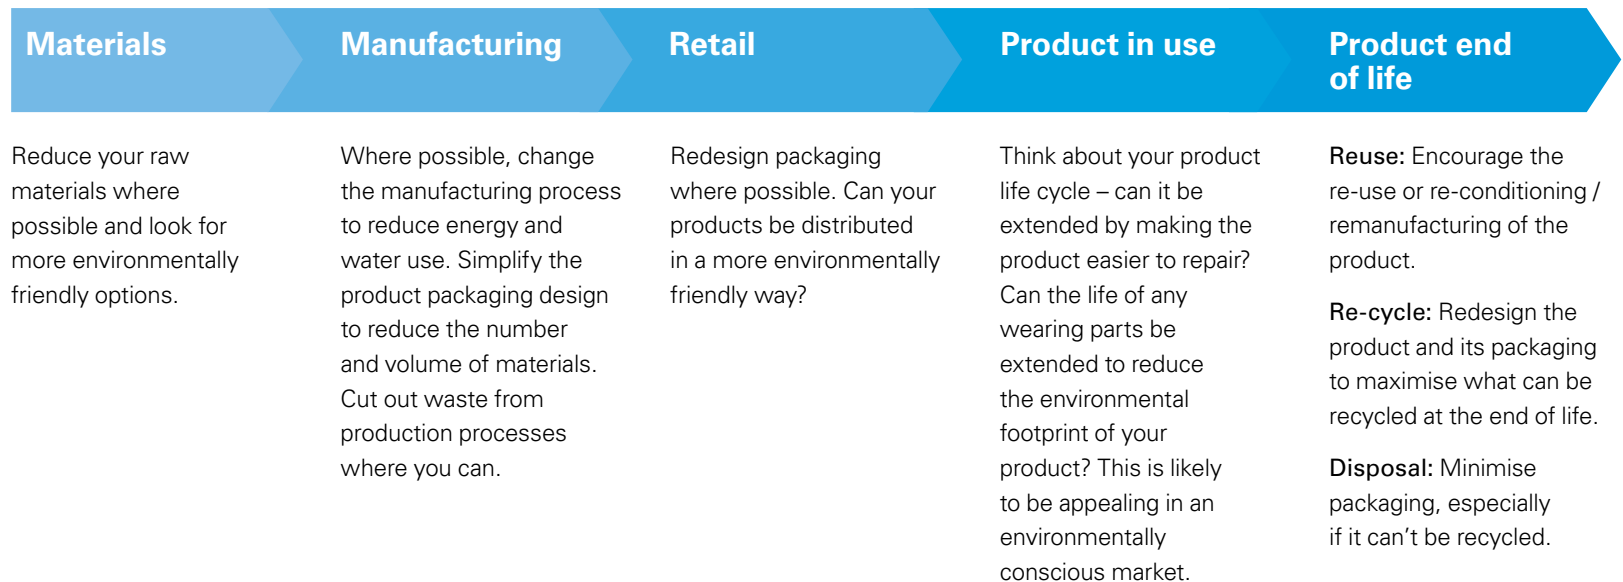 Materials
Reduce your raw
materials where
possible and look for
more environmentally
friendly options.
Manufacturing
Where possible, change
the manufacturing process
to reduce energy and
water use. Simplify the
product packaging design
to reduce the number
and volume of materials.
Cut out waste from
production processes
where you can.
Retail
Redesign packaging
where possible. Can your
products be distributed
in a more environmentally
friendly way?
Product in use
Think about your product
life cycle – can it be
extended by making the
product easier to repair?
Can the life of any
wearing parts be
extended to reduce
the environmental
footprint of your
product? This is likely
to be appealing in an
environmentally
conscious market.
Product end
of life
Reuse: Encourage the
re-use or re-conditioning /
remanufacturing of the
product.
Re-cycle: Redesign the
product and its packaging
to maximise what can be
recycled at the end of life.
Disposal: Minimise
packaging, especially
if it can’t be recycled.